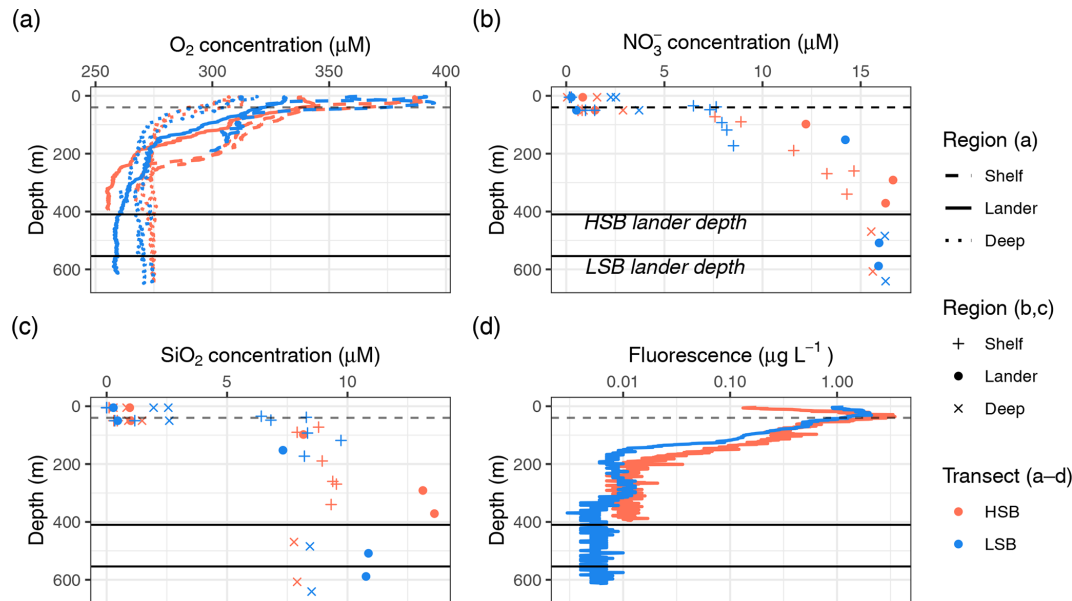 (a)
O₂ concentration (μM)
250 300 350 400
0
200
400
600
Depth (m)
(b)
NO₃⁻ concentration (μM)
0 5 10 15
0
200
400
600
Depth (m)
HSB lander depth
LSB lander depth
Region (a)
Shelf
Lander
Deep
Region (b,c)
Shelf
Lander
Deep
Transect (a–d)
HSB
LSB
(c)
SiO₂ concentration (μM)
0 5 10
0
200
400
600
Depth (m)
(d)
Fluorescence (μg L⁻¹ )
0.01 0.10 1.00
0
200
400
600
Depth (m)